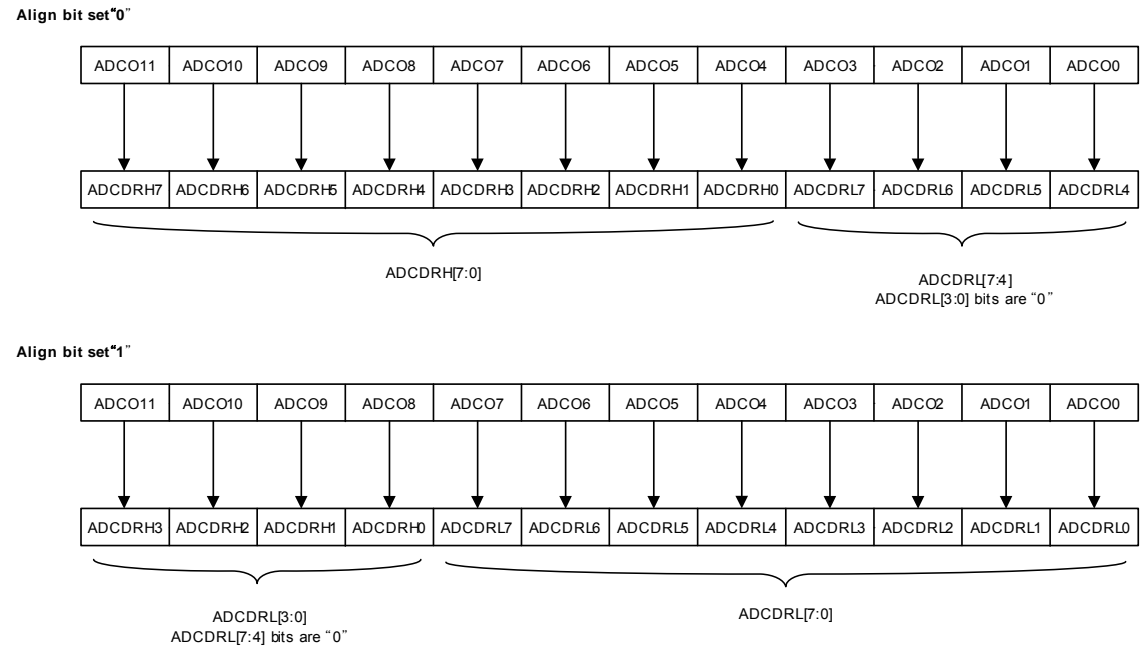 Align bit set“0”
ADCO11 ADCO10 ADCO9 ADCO8 ADCO7 ADCO6 ADCO5 ADCO4 ADCO3 ADCO2 ADCO1 ADCO0
ADCDRH7 ADCDRH6 ADCDRH5 ADCDRH4 ADCDRH3 ADCDRH2 ADCDRH1 ADCDRH0 ADCDRL7 ADCDRL6 ADCDRL5 ADCDRL4
ADCDRH[7:0]
ADCDRL[7:4]
ADCDRL[3:0] bits are “0”
Align bit set“1”
ADCO11 ADCO10 ADCO9 ADCO8 ADCO7 ADCO6 ADCO5 ADCO4 ADCO3 ADCO2 ADCO1 ADCO0
ADCDRH3 ADCDRH2 ADCDRH1 ADCDRH0 ADCDRL7 ADCDRL6 ADCDRL5 ADCDRL4 ADCDRL3 ADCDRL2 ADCDRL1 ADCDRL0
ADCDRL[3:0]
ADCDRL[7:4] bits are “0”
ADCDRL[7:0]